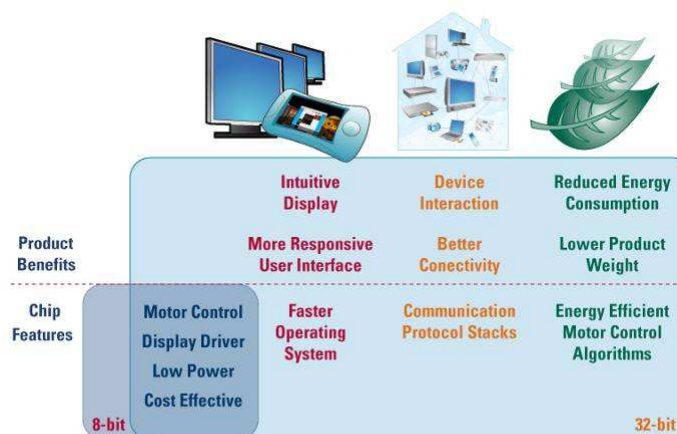 Intuitive
Display
Device
Interaction
Reduced Energy
Consumption
Product
Benefits
More Responsive
User Interface
Better
Conectivity
Lower Product
Weight
Chip
Features
Motor Control
Display Driver
Low Power
Cost Effective
Faster
Operating
System
Communication
Protocol Stacks
Energy Efficient
Motor Control
Algorithms
8-bit
32-bit